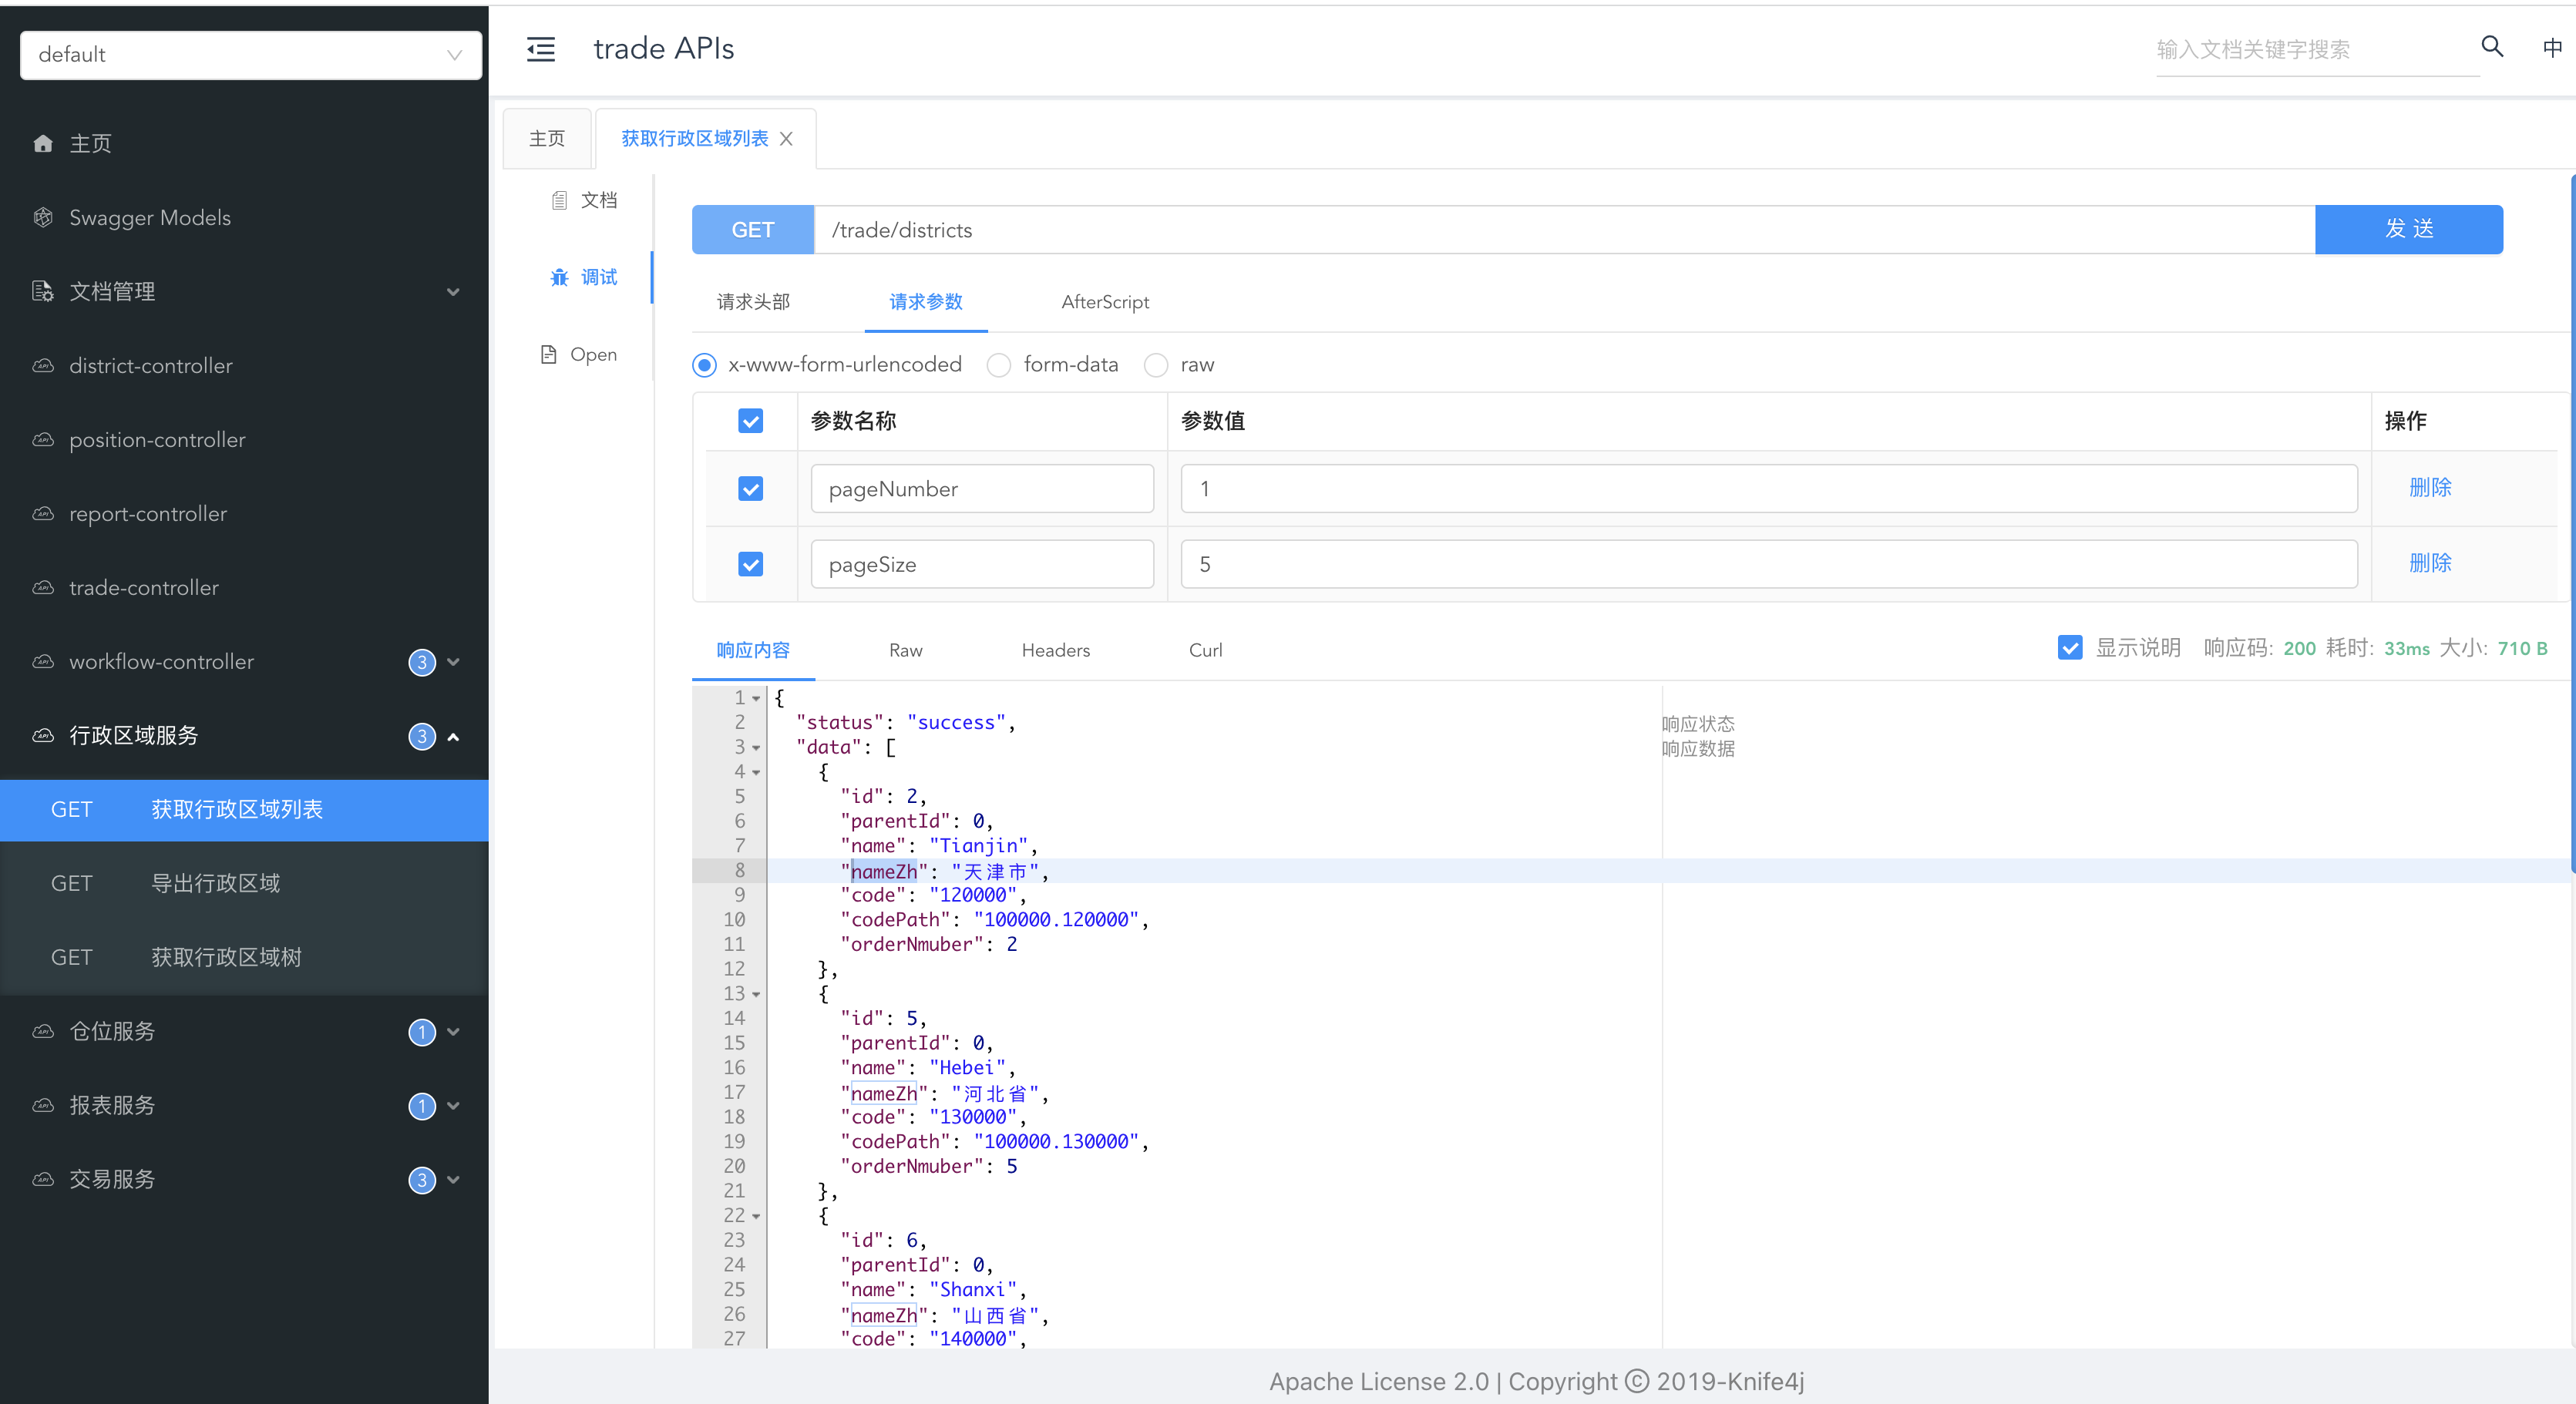 default
主页
Swagger Models
文档管理
district-controller
position-controller
report-controller
trade-controller
workflow-controller 3
行政区域服务 3
GET 获取行政区域列表
GET 导出行政区域
GET 获取行政区域树
仓位服务 1
报表服务 1
交易服务 3
trade APIs
输入文档关键字搜索
中
主页
获取行政区域列表
文档
调试
Open
GET /trade/districts 发 送
请求头部 请求参数 AfterScript
x-www-form-urlencoded form-data raw
参数名称 参数值 操作
pageNumber 1 删除
pageSize 5 删除
响应内容 Raw Headers Curl 显示说明 响应码: 200 耗时: 33ms 大小: 710 B
1 {
2 "status": "success", 响应状态
3 "data": [ 响应数据
4 {
5 "id": 2,
6 "parentId": 0,
7 "name": "Tianjin",
8 "nameZh": "天津市",
9 "code": "120000",
10 "codePath": "100000.120000",
11 "orderNmuber": 2
12 },
13 {
14 "id": 5,
15 "parentId": 0,
16 "name": "Hebei",
17 "nameZh": "河北省",
18 "code": "130000",
19 "codePath": "100000.130000",
20 "orderNmuber": 5
21 },
22 {
23 "id": 6,
24 "parentId": 0,
25 "name": "Shanxi",
26 "nameZh": "山西省",
27 "code": "140000",
Apache License 2.0 | Copyright © 2019-Knife4j